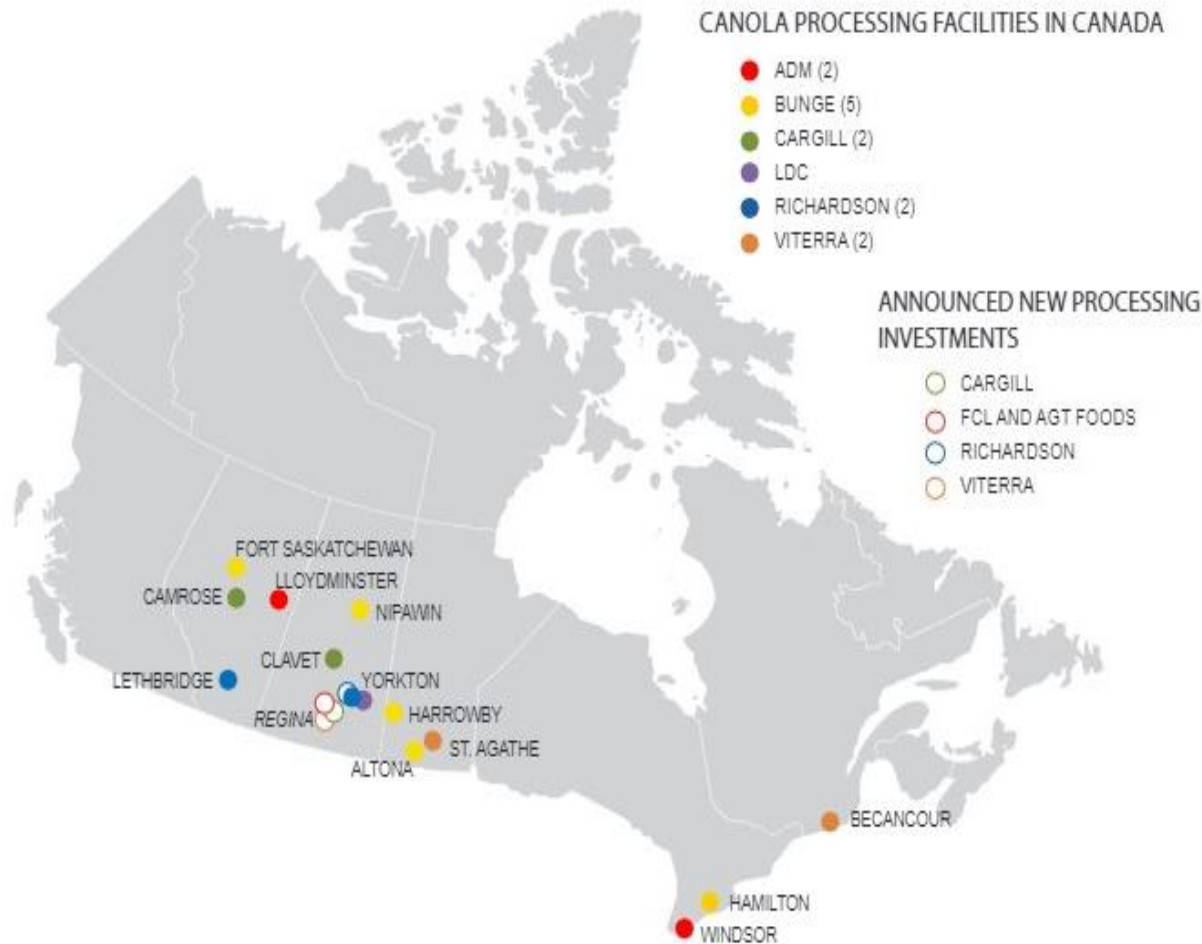 CANOLA PROCESSING FACILITIES IN CANADA
ADM (2)
BUNGE (5)
CARGILL (2)
LDC
RICHARDSON (2)
VITERRA (2)
ANNOUNCED NEW PROCESSING
INVESTMENTS
CARGILL
FCL AND AGT FOODS
RICHARDSON
VITERRA
FORT SASKATCHEWAN
LLOYDMINSTER
CAMROSE
NIPAWIN
CLAVET
LETHBRIDGE
YORKTON
REGINA
HARROWBY
ST. AGATHE
ALTONA
BECANCOUR
HAMILTON
WINDSOR